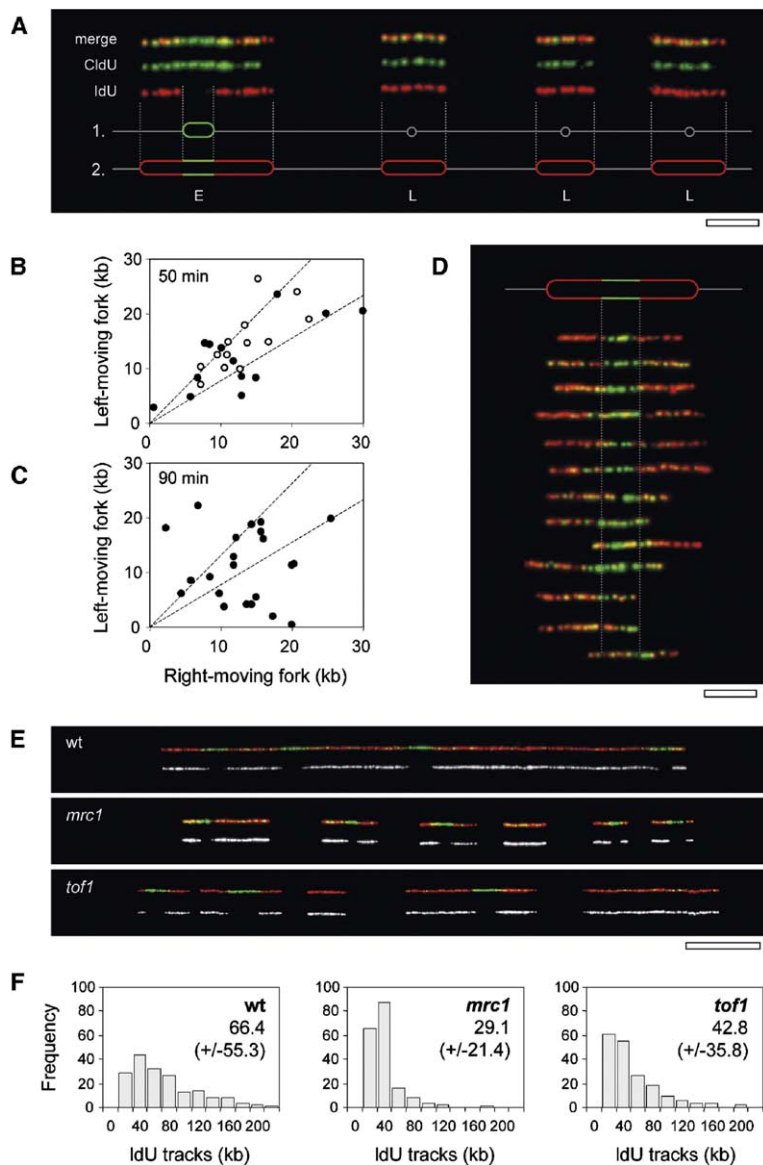 A
merge
CldU
IdU
1.
2.
E L L L
B
50 min
Left-moving fork (kb)
30
20
10
0
0 10 20 30
C
90 min
Left-moving fork (kb)
30
20
10
0
0 10 20 30
Right-moving fork (kb)
D
E
wt
mrc1
tof1
F
Frequency
100
80
60
40
20
0
wt
66.4
(+/-55.3)
0 40 80 120 160 200
IdU tracks (kb)
100
80
60
40
20
0
mrc1
29.1
(+/-21.4)
0 40 80 120 160 200
IdU tracks (kb)
100
80
60
40
20
0
tof1
42.8
(+/-35.8)
0 40 80 120 160 200
IdU tracks (kb)